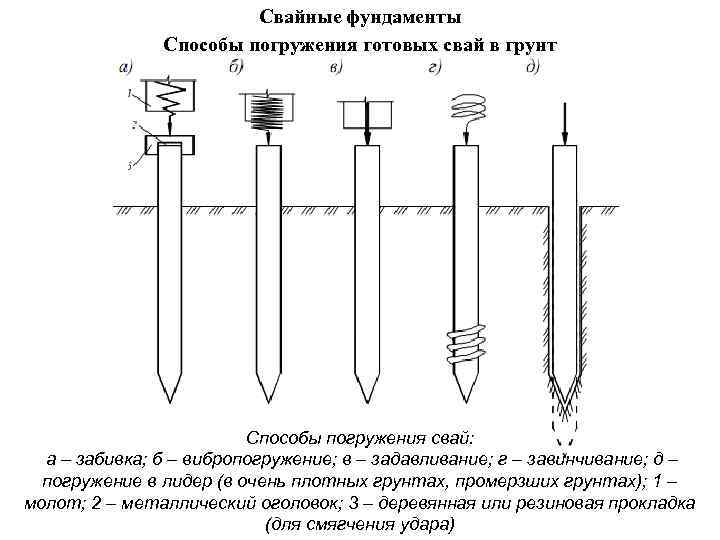 Свайные фундаменты
Способы погружения готовых свай в грунт
а) б) в) г) д)
1
2
3
Способы погружения свай:
а – забивка; б – вибропогружение; в – задавливание; г – завинчивание; д –
погружение в лидер (в очень плотных грунтах, промерзших грунтах); 1 –
молот; 2 – металлический оголовок; 3 – деревянная или резиновая прокладка
(для смягчения удара)